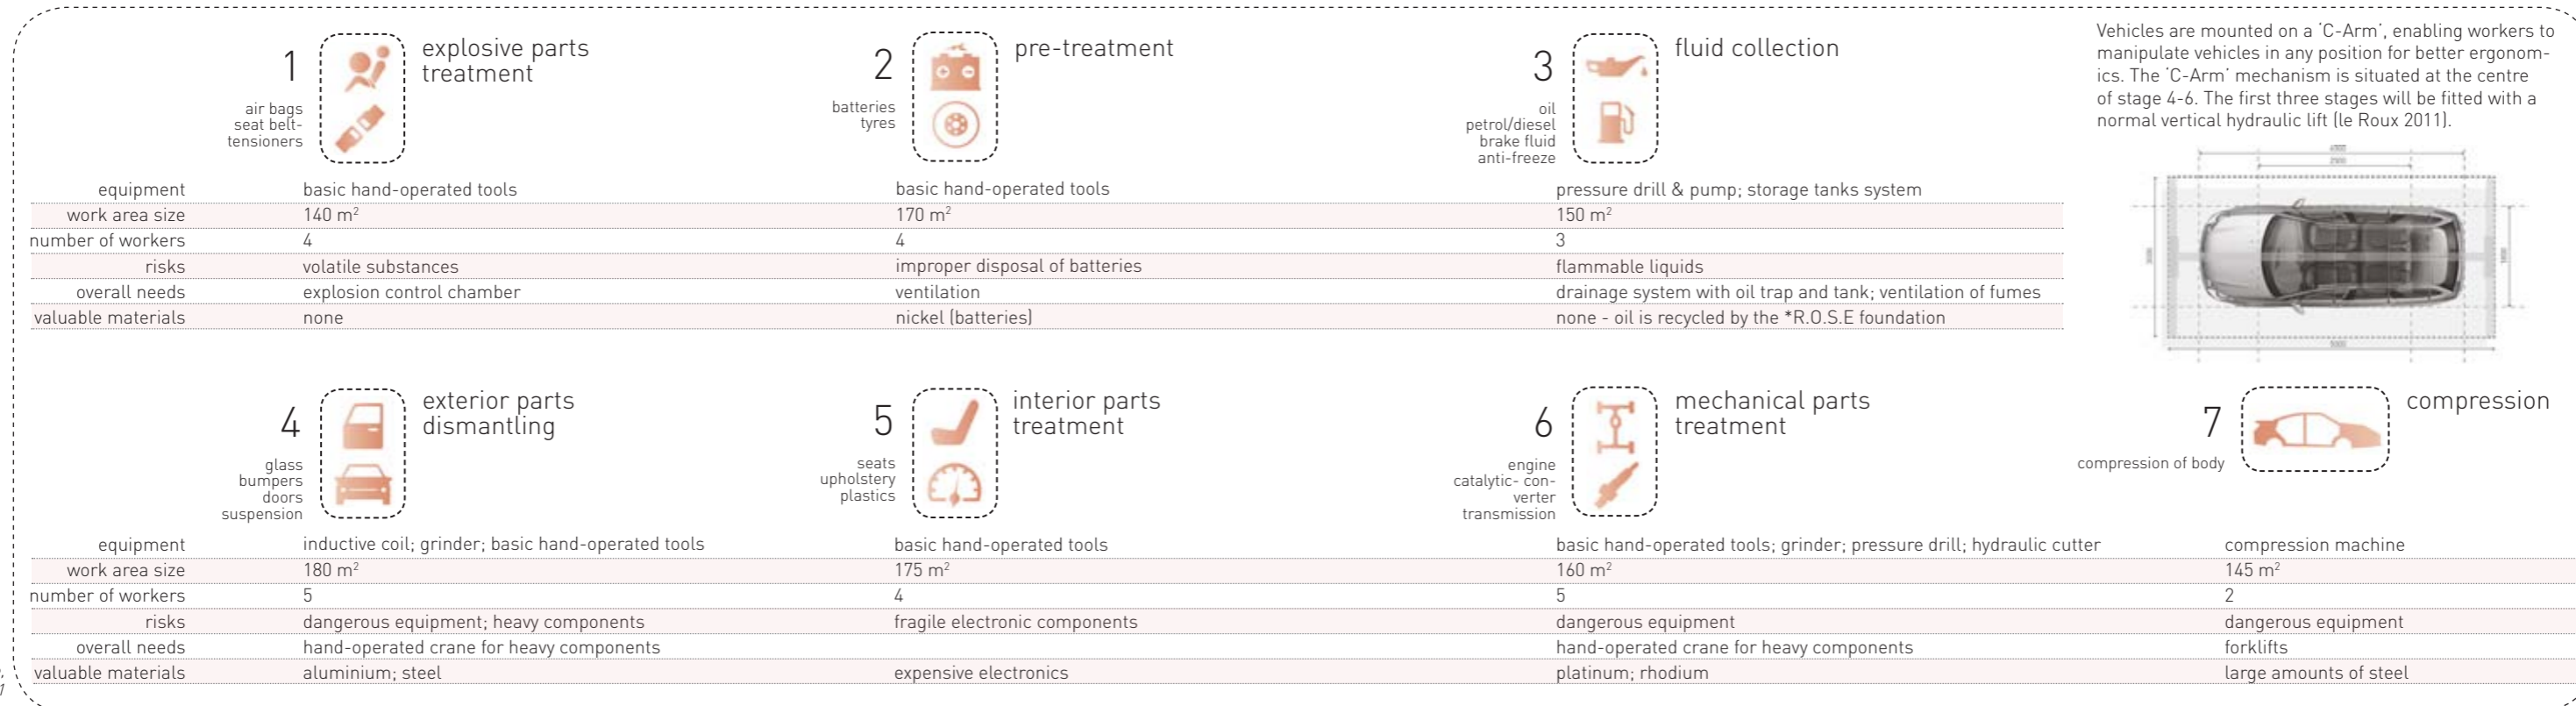 1
explosive parts
treatment
air bags
seat belt-
tensioners
2
pre-treatment
batteries
tyres
3
fluid collection
oil
petrol/diesel
brake fluid
anti-freeze
equipment basic hand-operated tools basic hand-operated tools pressure drill & pump; storage tanks system
work area size 140 m² 170 m² 150 m²
number of workers 4 4 3
risks volatile substances improper disposal of batteries flammable liquids
overall needs explosion control chamber ventilation drainage system with oil trap and tank; ventilation of fumes
valuable materials none nickel (batteries) none - oil is recycled by the *R.O.S.E foundation
Vehicles are mounted on a 'C-Arm', enabling workers to
manipulate vehicles in any position for better ergonom-
ics. The 'C-Arm' mechanism is situated at the centre
of stage 4-6. The first three stages will be fitted with a
normal vertical hydraulic lift (le Roux 2011).
2500
5000
4
exterior parts
dismantling
glass
bumpers
doors
suspension
5
interior parts
treatment
seats
upholstery
plastics
6
mechanical parts
treatment
engine
catalytic- con-
verter
transmission
7
compression
compression of body
equipment inductive coil; grinder; basic hand-operated tools basic hand-operated tools basic hand-operated tools; grinder; pressure drill; hydraulic cutter compression machine
work area size 180 m² 175 m² 160 m² 145 m²
number of workers 5 4 5 2
risks dangerous equipment; heavy components fragile electronic components dangerous equipment dangerous equipment
overall needs hand-operated crane for heavy components hand-operated crane for heavy components forklifts
valuable materials aluminium; steel expensive electronics platinum; rhodium large amounts of steel